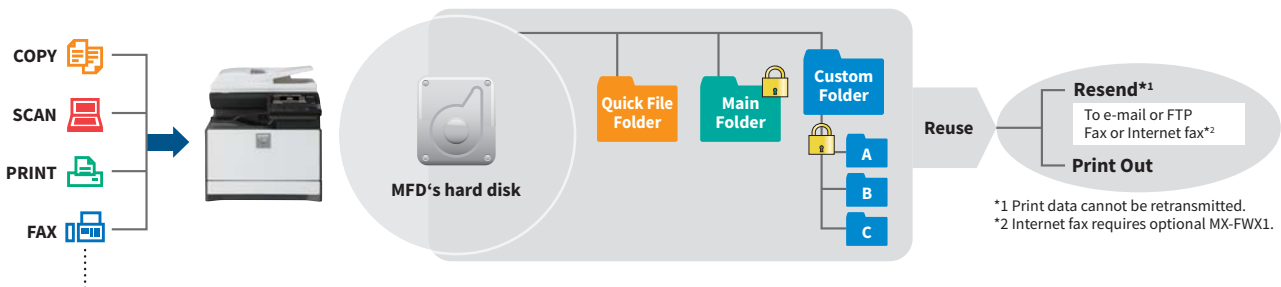 COPY
SCAN
PRINT
FAX
MFD‘s hard disk
Quick File
Folder
Main
Folder
Custom
Folder
A
B
C
Reuse
Resend*1
To e-mail or FTP
Fax or Internet fax*2
Print Out
*1 Print data cannot be retransmitted.
*2 Internet fax requires optional MX-FWX1.